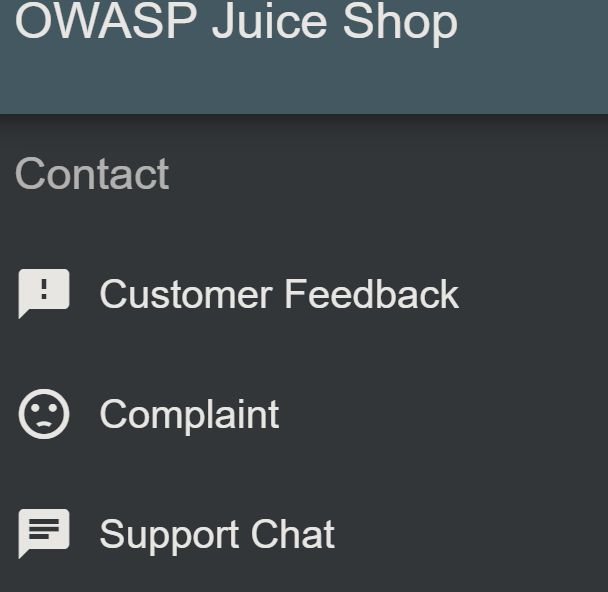 OWASP Juice Shop
Contact
Customer Feedback
Complaint
Support Chat